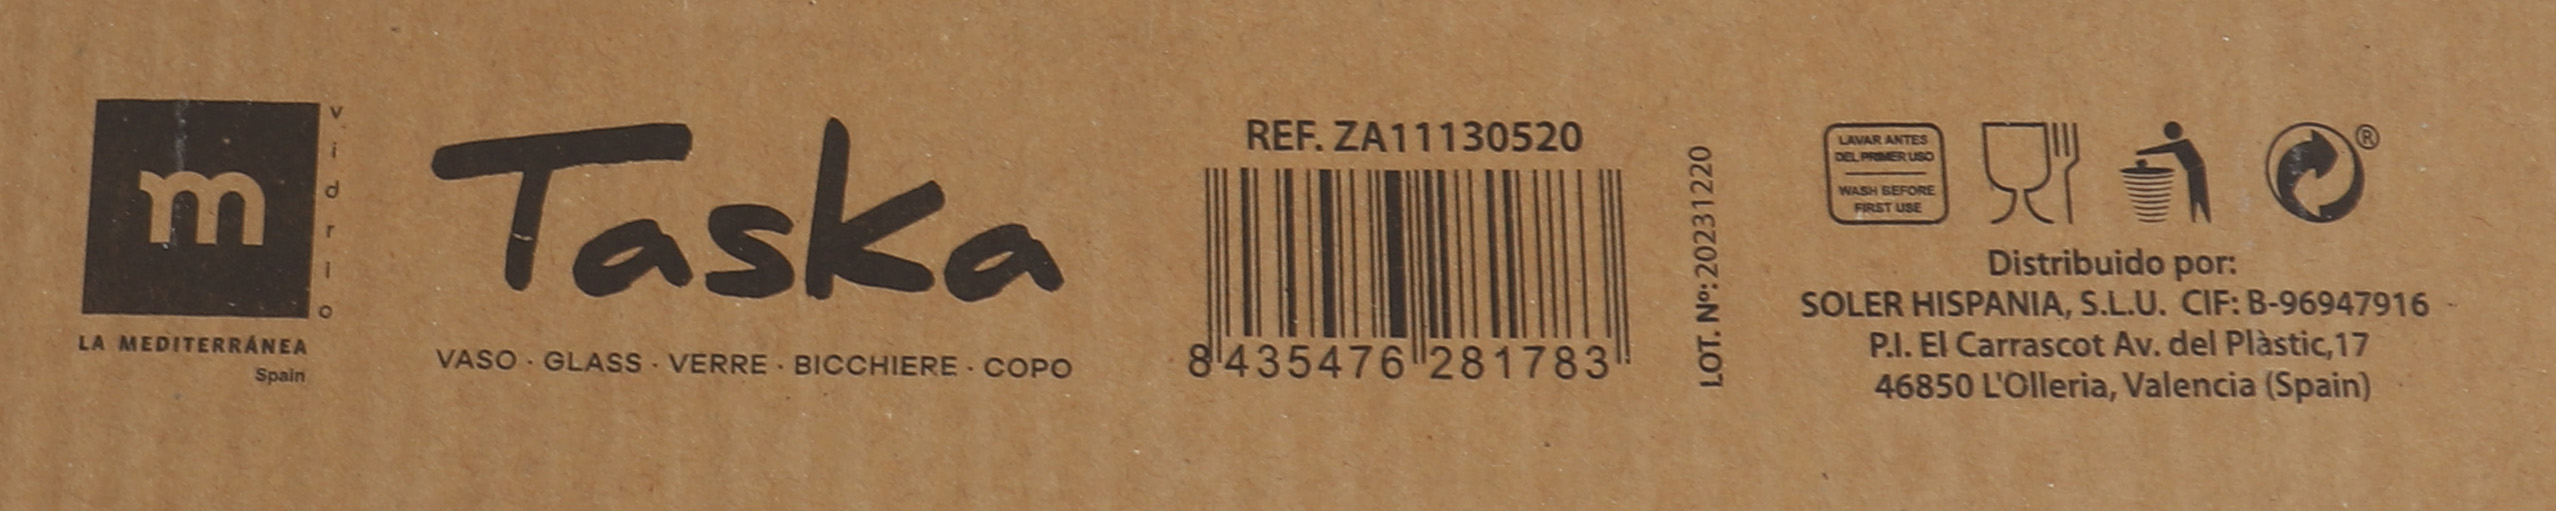 m
vidrio
LA MEDITERRÁNEA
Spain
Taska
VASO · GLASS · VERRE · BICCHIERE · COPO
REF. ZA11130520
8 435476 281783
LOT. Nº: 20231220
LAVAR ANTES
DEL PRIMER USO
WASH BEFORE
FIRST USE
®
Distribuido por:
SOLER HISPANIA, S.L.U. CIF: B-96947916
P.I. El Carrascot Av. del Plàstic,17
46850 L'Olleria, Valencia (Spain)